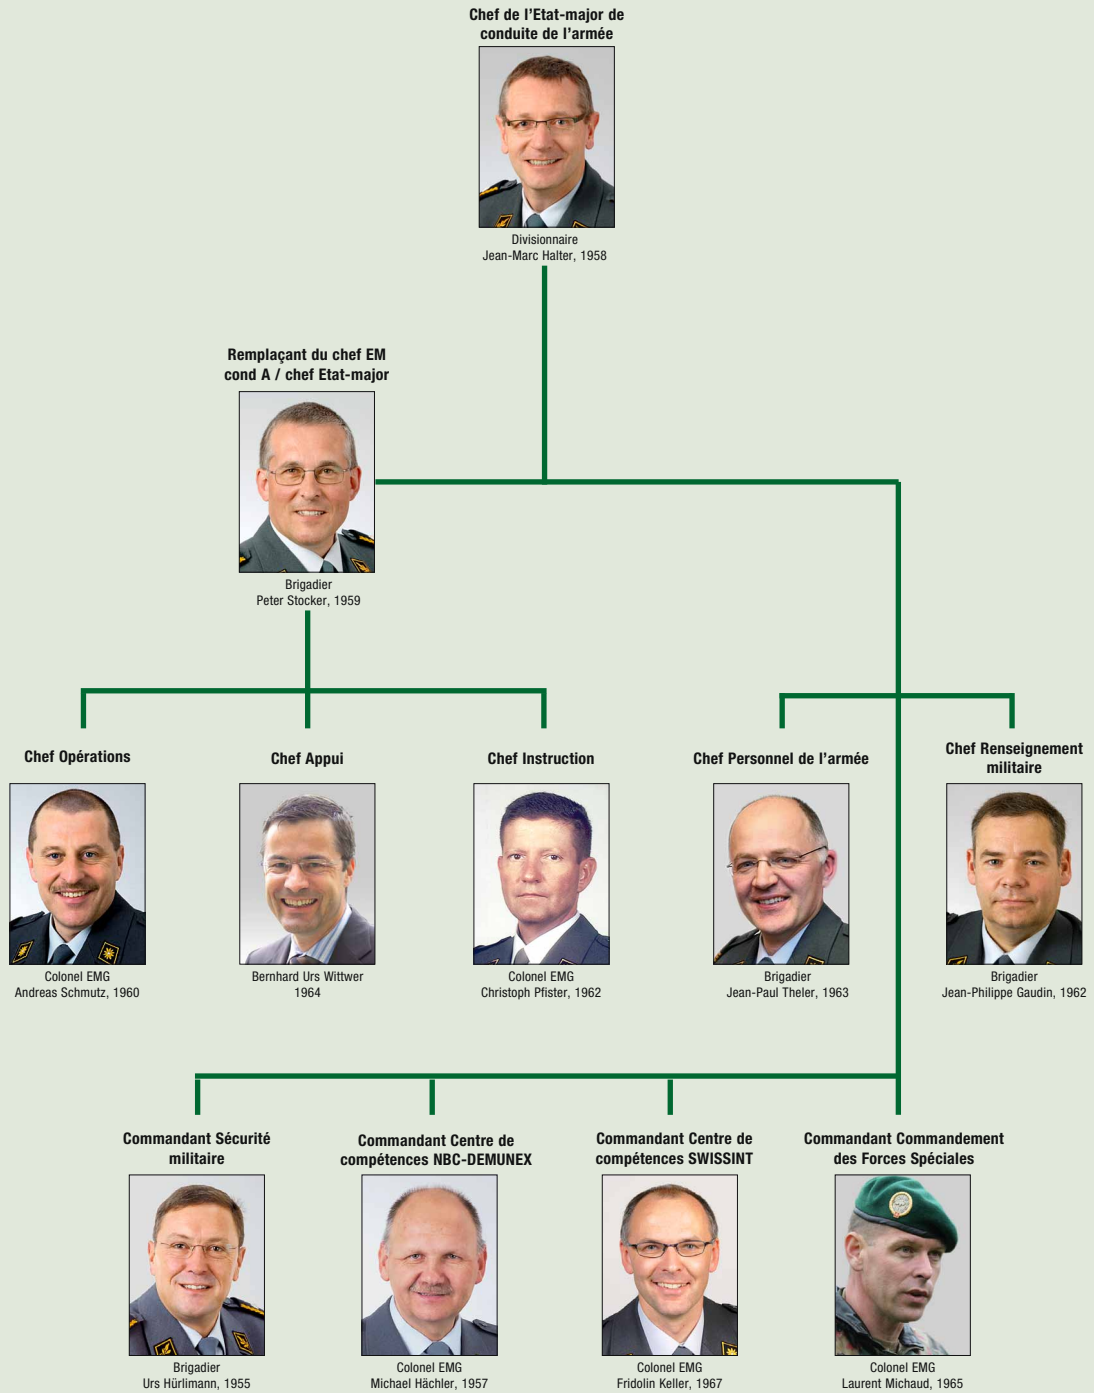 Chef de l'Etat-major de
conduite de l'armée
Divisionnaire
Jean-Marc Halter, 1958
Remplaçant du chef EM
cond A / chef Etat-major
Brigadier
Peter Stocker, 1959
Chef Opérations
Colonel EMG
Andreas Schmutz, 1960
Chef Appui
Bernhard Urs Wittwer
1964
Chef Instruction
Colonel EMG
Christoph Pfister, 1962
Chef Personnel de l'armée
Brigadier
Jean-Paul Theler, 1963
Chef Renseignement
militaire
Brigadier
Jean-Philippe Gaudin, 1962
Commandant Sécurité
militaire
Brigadier
Urs Hürlimann, 1955
Commandant Centre de
compétences NBC-DEMUNEX
Colonel EMG
Michael Hächler, 1957
Commandant Centre de
compétences SWISSINT
Colonel EMG
Fridolin Keller, 1967
Commandant Commandement
des Forces Spéciales
Colonel EMG
Laurent Michaud, 1965